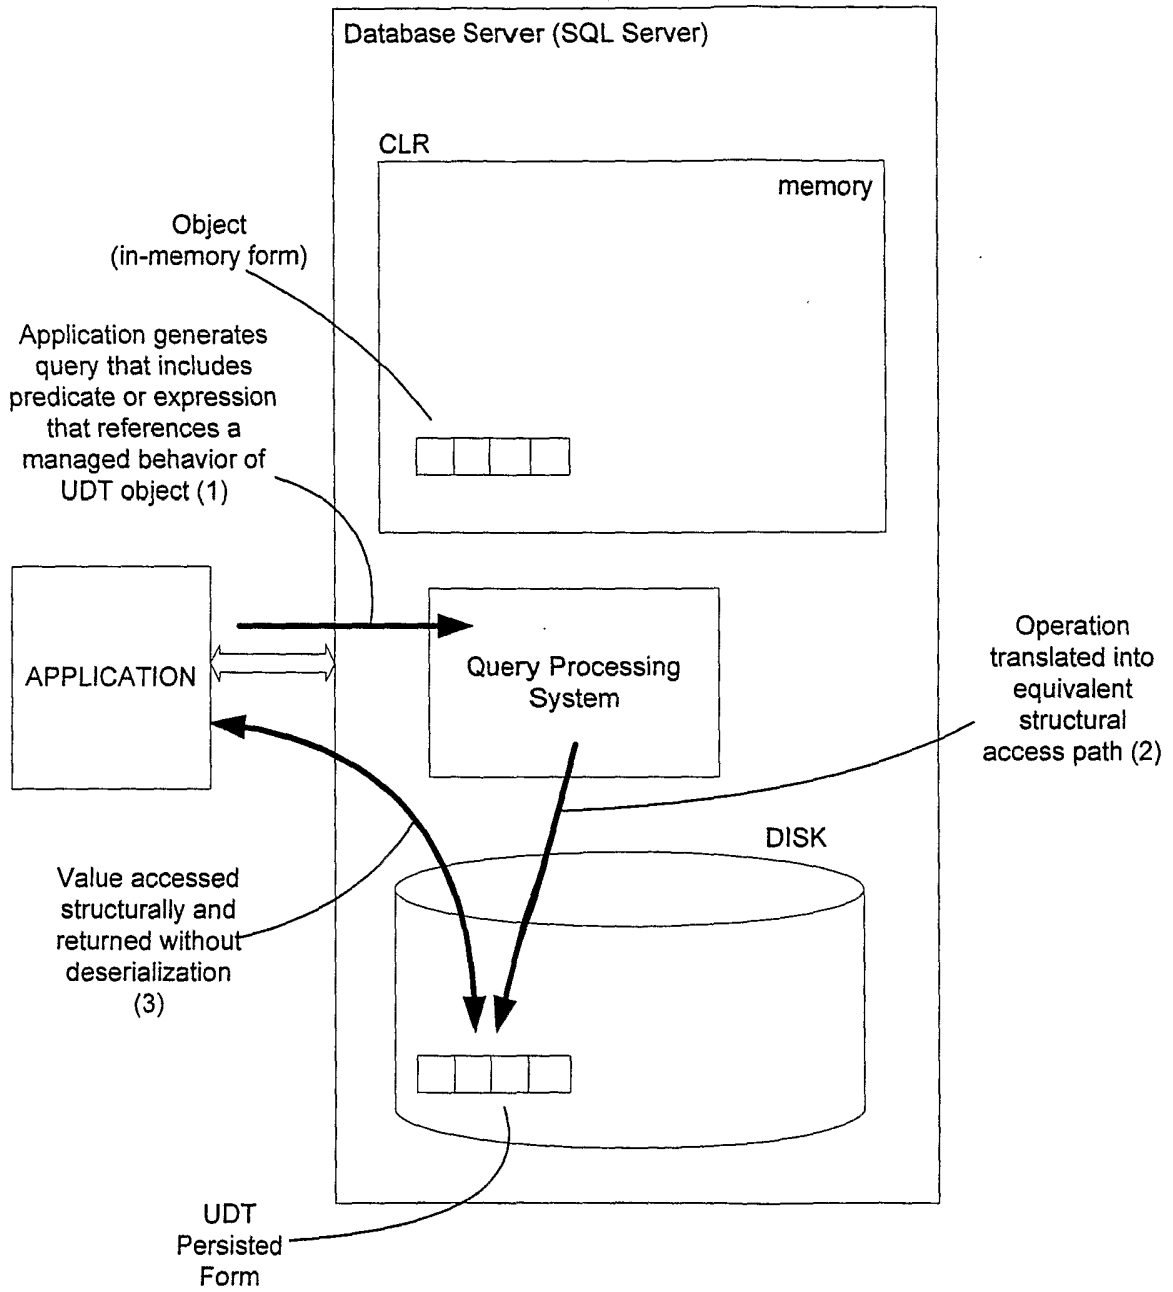 Database Server (SQL Server)
CLR
memory
Object
(in-memory form)
Application generates
query that includes
predicate or expression
that references a
managed behavior of
UDT object (1)
APPLICATION
Query Processing
System
Operation
translated into
equivalent
structural
access path (2)
DISK
Value accessed
structurally and
returned without
deserialization
(3)
UDT
Persisted
Form